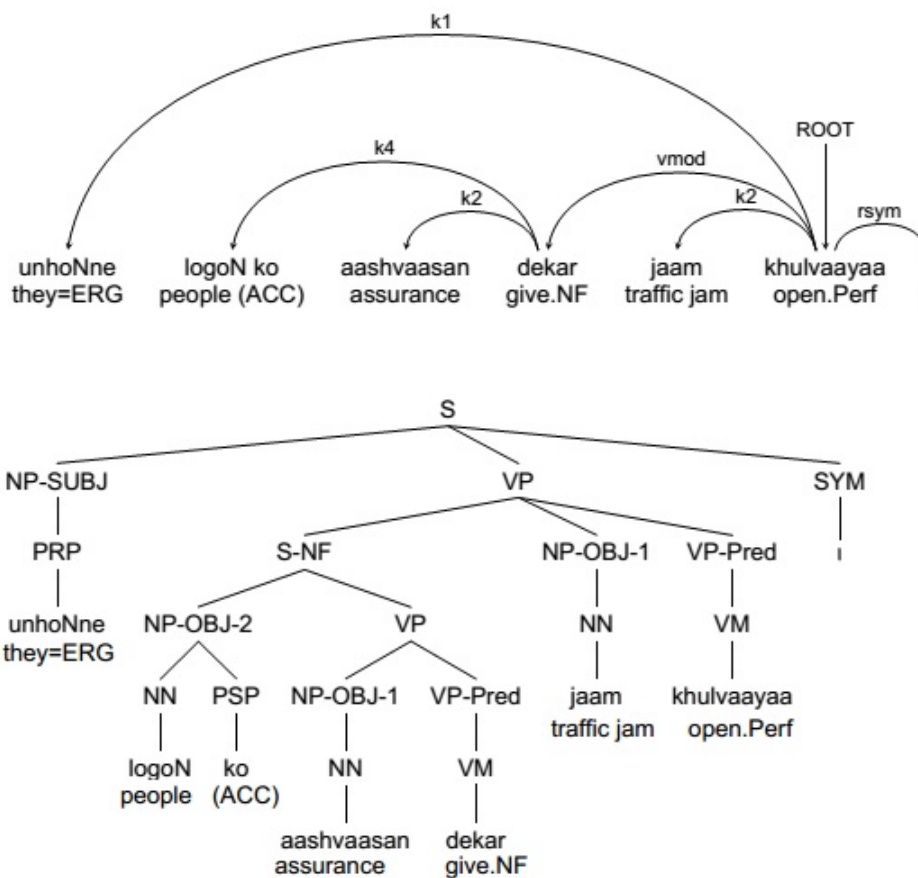 k1
ROOT
k4 vmod
k2 k2 rsym
unhoNne logoN ko aashvaasan dekar jaam khulvaayaa
they=ERG people (ACC) assurance give.NF traffic jam open.Perf
S
NP-SUBJ VP SYM
PRP S-NF NP-OBJ-1 VP-Pred ।
unhoNne NP-OBJ-2 VP NN VM
they=ERG
NN PSP NP-OBJ-1 VP-Pred jaam khulvaayaa
traffic jam open.Perf
logoN ko NN VM
people (ACC)
aashvaasan dekar
assurance give.NF